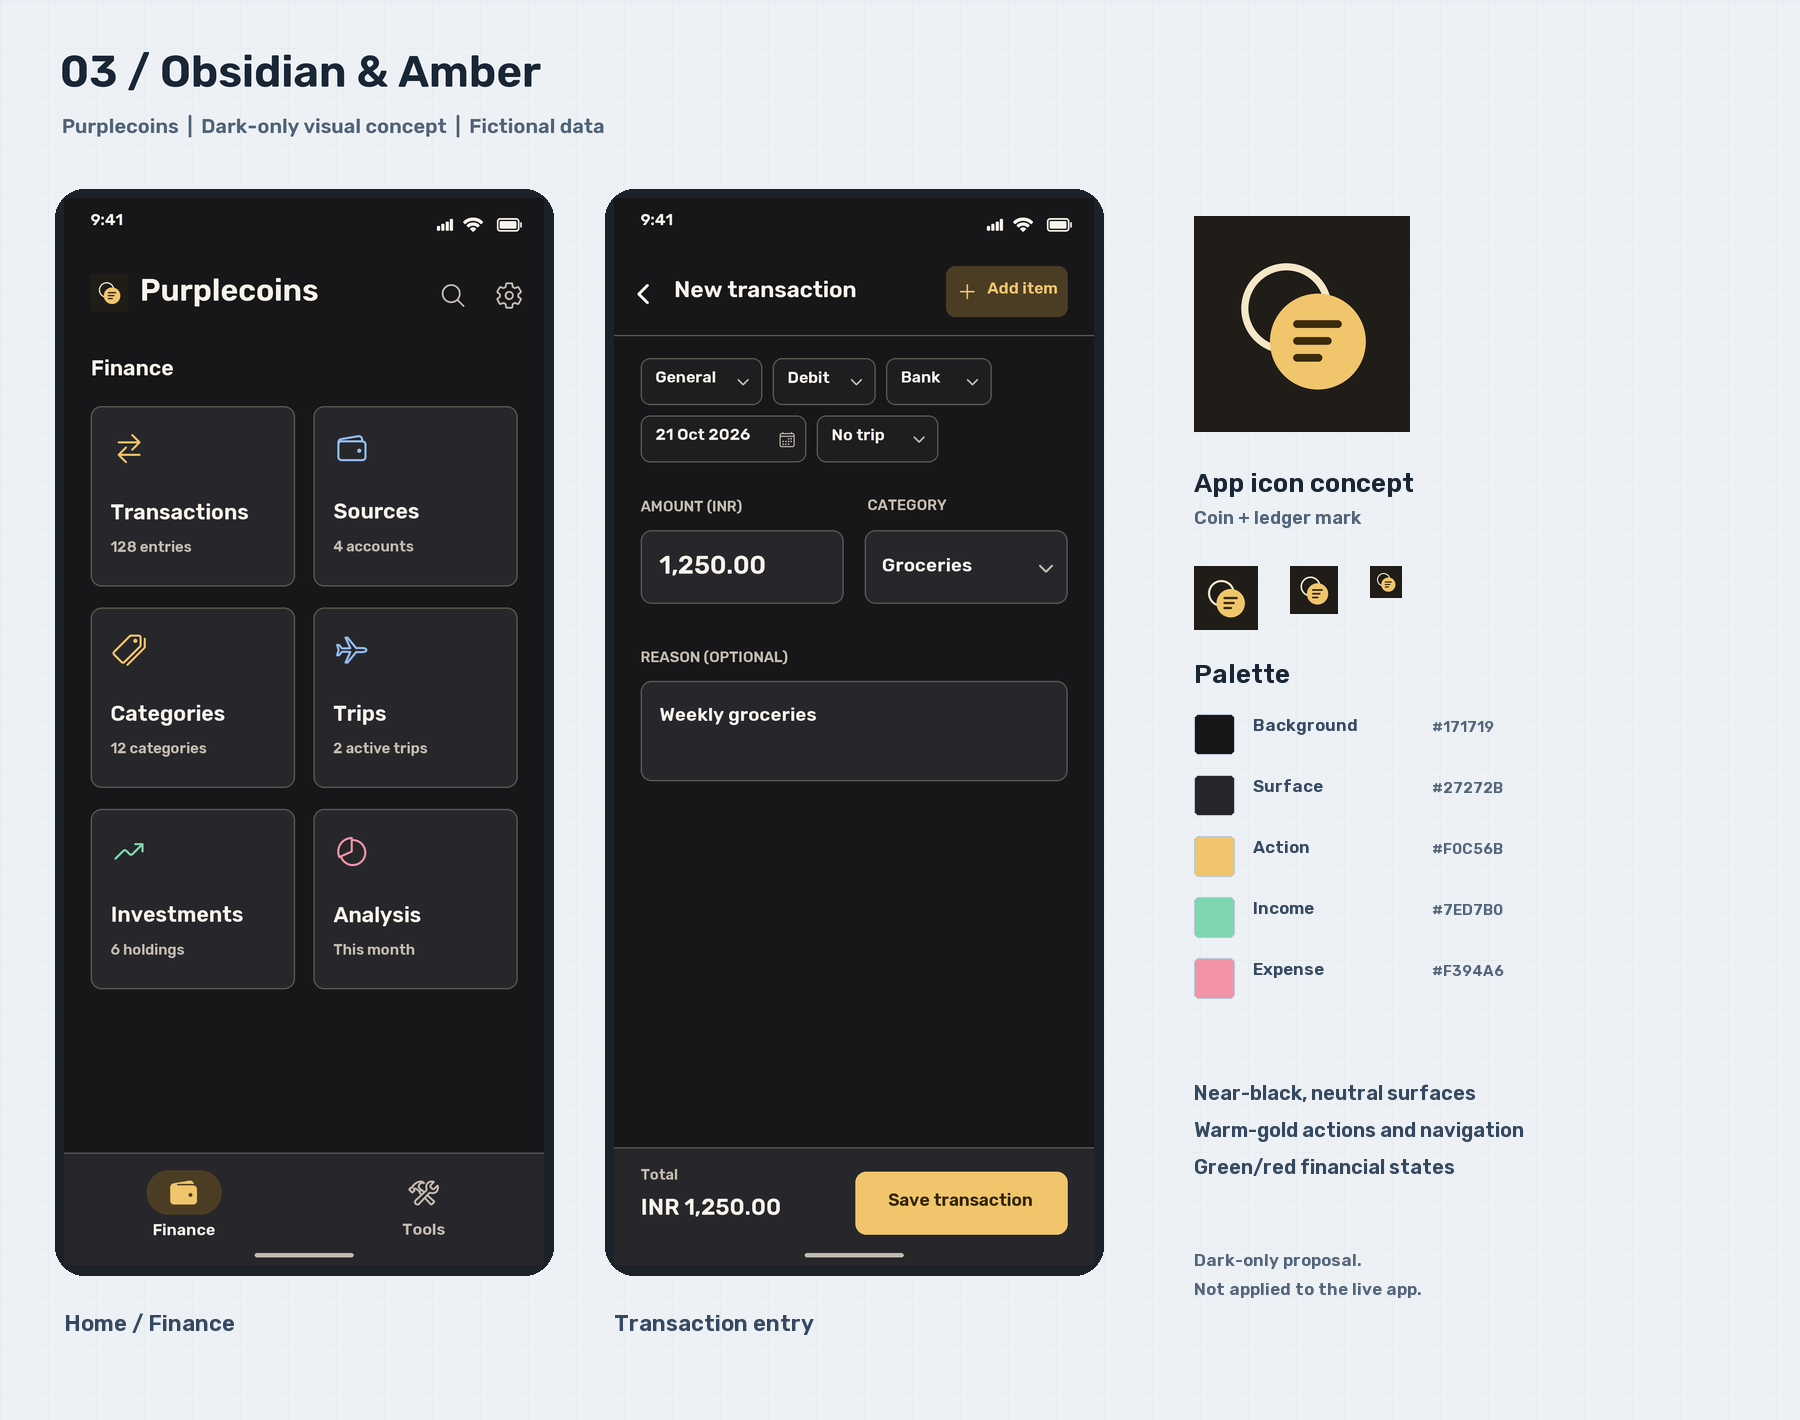 03 / Obsidian & Amber
Purplecoins | Dark-only visual concept | Fictional data
9:41
Purplecoins
Finance
Transactions
128 entries
Sources
4 accounts
Categories
12 categories
Trips
2 active trips
Investments
6 holdings
Analysis
This month
Finance
Tools
Home / Finance
9:41
New transaction
+ Add item
General
Debit
Bank
21 Oct 2026
No trip
AMOUNT (INR)
CATEGORY
1,250.00
Groceries
REASON (OPTIONAL)
Weekly groceries
Total
INR 1,250.00
Save transaction
Transaction entry
App icon concept
Coin + ledger mark
Palette
Background #171719
Surface #27272B
Action #F0C56B
Income #7ED7B0
Expense #F394A6
Near-black, neutral surfaces
Warm-gold actions and navigation
Green/red financial states
Dark-only proposal.
Not applied to the live app.